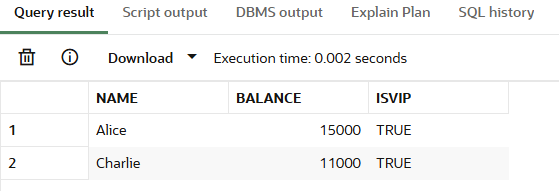 Query result Script output DBMS output Explain Plan SQL history
Download Execution time: 0.002 seconds
NAME BALANCE ISVIP
1 Alice 15000 TRUE
2 Charlie 11000 TRUE